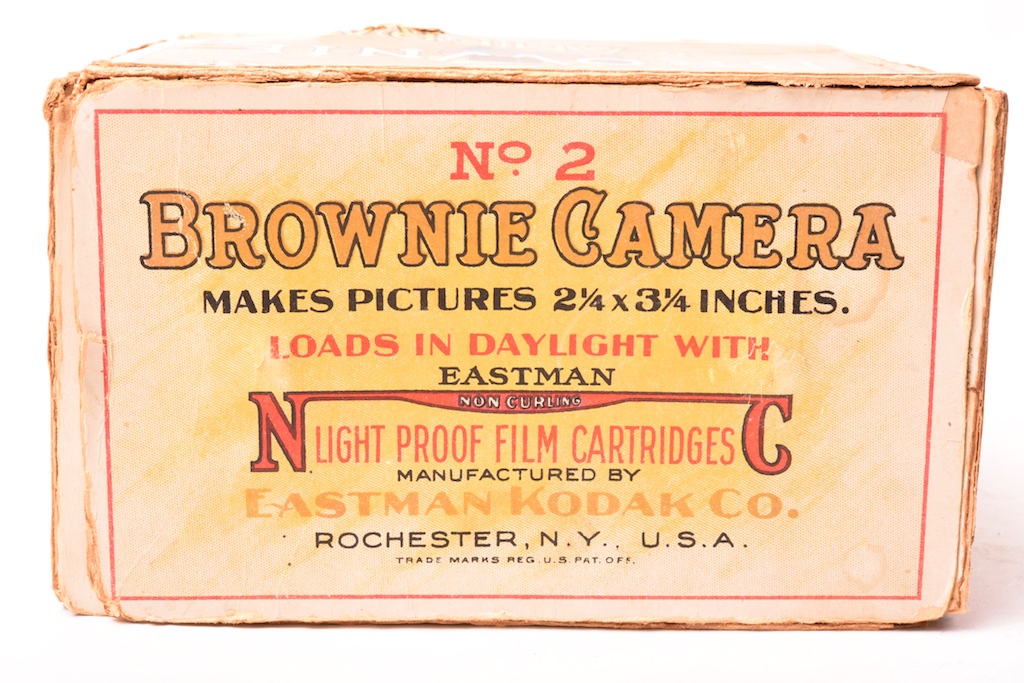 No. 2
BROWNIE CAMERA
MAKES PICTURES 2¼ x 3¼ INCHES.
LOADS IN DAYLIGHT WITH
EASTMAN
NON CURLING
N LIGHT PROOF FILM CARTRIDGES C
MANUFACTURED BY
EASTMAN KODAK CO.
ROCHESTER, N.Y., U.S.A.
TRADE MARKS REG. U.S. PAT. OFF.